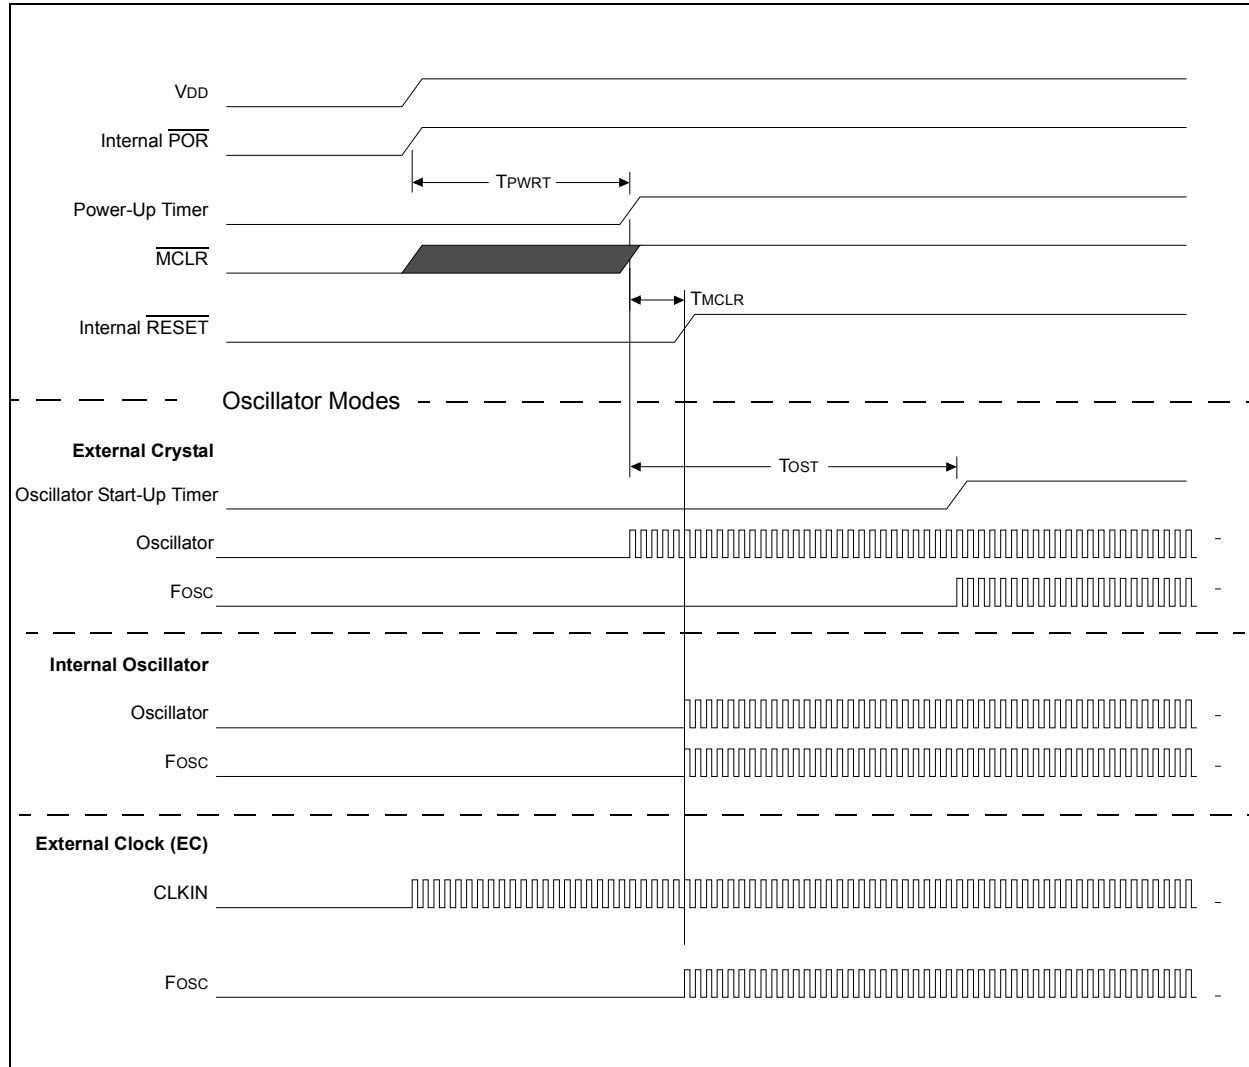 VDD
Internal POR
TPWRT
Power-Up Timer
MCLR
TMCLR
Internal RESET
Oscillator Modes
External Crystal
TOST
Oscillator Start-Up Timer
Oscillator
FOSC
Internal Oscillator
Oscillator
FOSC
External Clock (EC)
CLKIN
FOSC